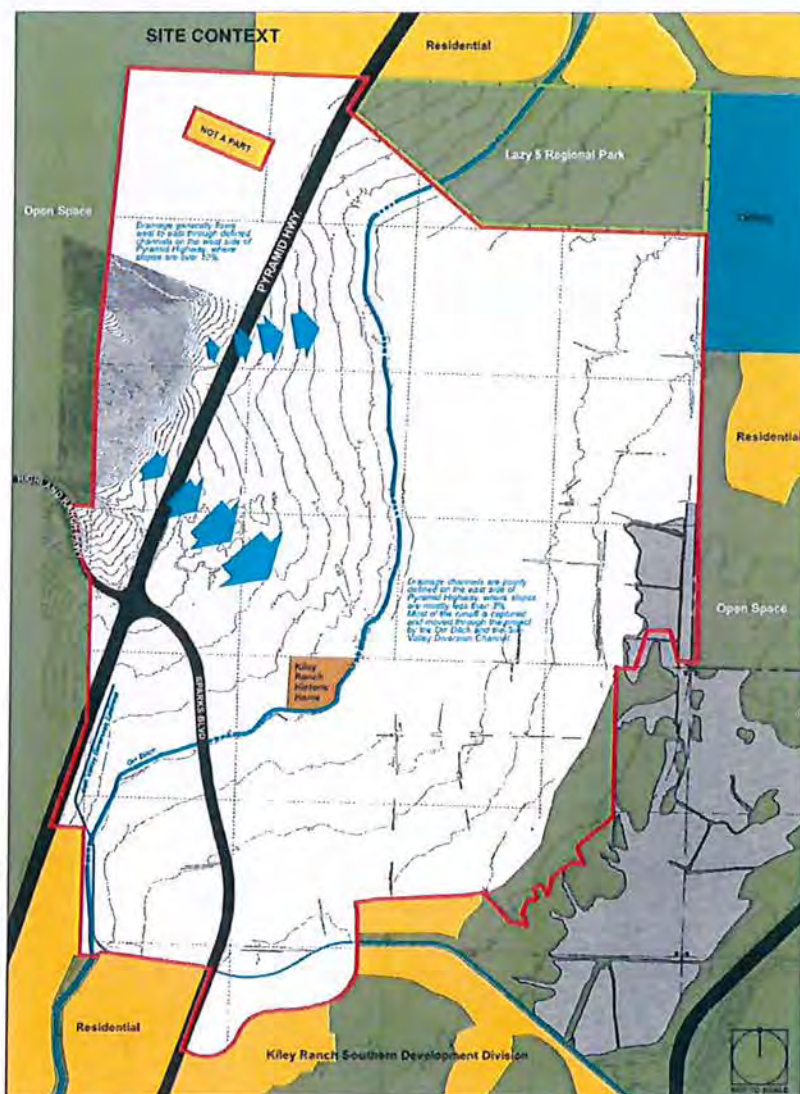 SITE CONTEXT
Residential
NOT A PART
Lazy 5 Regional Park
Open Space
PYRAMID HWY.
Drainage generally flows
west to east through defined
channels on the west side of
Pyramid Highway, where
slopes are over 10%.
Residential
Drainage channels are poorly
defined on the east side of
Pyramid Highway, where slopes
are mostly less than 3%.
Most of the runoff is captured
and moved through the project
by the Orr Ditch and the Sun
Valley Diversion Channel.
Open Space
Kiley
Ranch
Historic
Home
SPARKS BLVD
Orr Ditch
Residential
Kiley Ranch Southern Development Division
NOT TO SCALE